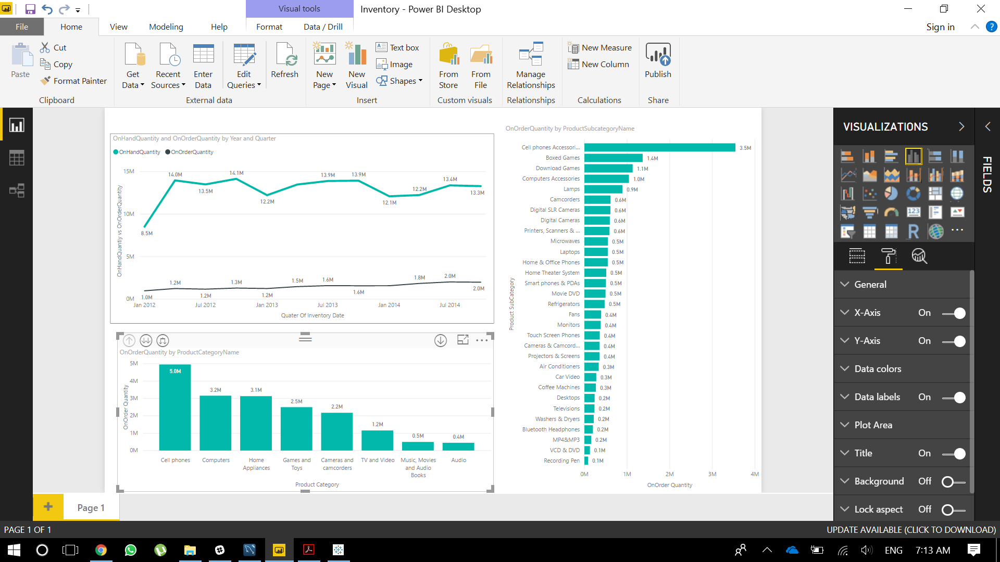 Visual tools
Inventory - Power BI Desktop
File
Home
View
Modeling
Help
Format
Data / Drill
Sign in
?
Paste
Cut
Copy
Format Painter
Clipboard
Get Data
Recent Sources
Enter Data
Edit Queries
Refresh
External data
New Page
New Visual
Text box
Image
Shapes
Insert
From Store
From File
Custom visuals
Manage Relationships
Relationships
New Measure
New Column
Calculations
Publish
Share
OnHandQuantity and OnOrderQuantity by Year and Quarter
OnHandQuantity OnOrderQuantity
OnHandQuantiy vs OnOrderQuantity
15M
10M
5M
0M
14.0M
14.1M
13.9M
13.9M
13.4M
13.5M
12.2M
12.2M
12.1M
13.3M
8.5M
1.2M
1.3M
1.5M
1.6M
1.8M
2.0M
1.0M
1.2M
1.2M
1.6M
2.0M
Jan 2012 Jul 2012 Jan 2013 Jul 2013 Jan 2014 Jul 2014
Quater Of Inventory Date
OnOrderQuantity by ProductCategoryName
OnOrder Quantity
5M
4M
3M
2M
1M
0M
5.0M
3.2M
3.1M
2.5M
2.2M
1.2M
0.5M
0.4M
Cell phones
Computers
Home
Appliances
Games and
Toys
Cameras and
camcorders
TV and Video
Music, Movies
and Audio
Books
Audio
Product Category
OnOrderQuantity by ProductSubcategoryName
Product SubCategory
Cell phones Accessori... 3.5M
Boxed Games 1.4M
Download Games 1.1M
Computers Accessories 1.0M
Lamps 0.9M
Camcorders 0.6M
Digital SLR Cameras 0.6M
Digital Cameras 0.6M
Printers, Scanners & ... 0.6M
Microwaves 0.5M
Laptops 0.5M
Home & Office Phones 0.5M
Home Theater System 0.5M
Smart phones & PDAs 0.5M
Movie DVD 0.5M
Refrigerators 0.5M
Fans 0.4M
Monitors 0.4M
Touch Screen Phones 0.4M
Cameras & Camcord... 0.4M
Projectors & Screens 0.4M
Air Conditioners 0.3M
Car Video 0.3M
Coffee Machines 0.3M
Desktops 0.2M
Televisions 0.2M
Washers & Dryers 0.2M
Bluetooth Headphones 0.2M
MP4&MP3 0.2M
VCD & DVD 0.1M
Recording Pen 0.1M
0M 1M 2M 3M 4M
OnOrder Quantity
VISUALIZATIONS
FIELDS
123
R
General
X-Axis On
Y-Axis On
Data colors
Data labels On
Plot Area
Title On
Background Off
Lock aspect Off
+
Page 1
PAGE 1 OF 1
UPDATE AVAILABLE (CLICK TO DOWNLOAD)
ENG
7:13 AM